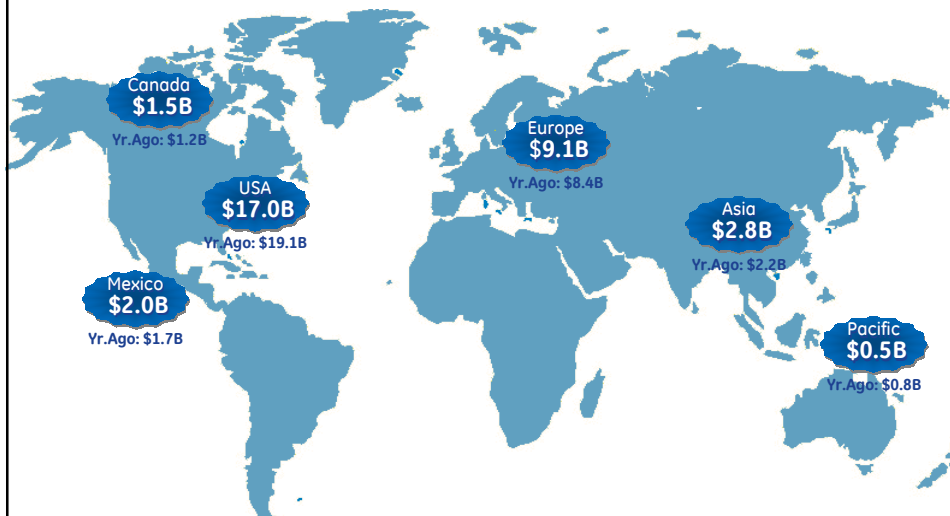 Canada
$1.5B
Yr.Ago: $1.2B
USA
$17.0B
Yr.Ago: $19.1B
Mexico
$2.0B
Yr.Ago: $1.7B
Europe
$9.1B
Yr.Ago: $8.4B
Asia
$2.8B
Yr.Ago: $2.2B
Pacific
$0.5B
Yr.Ago: $0.8B